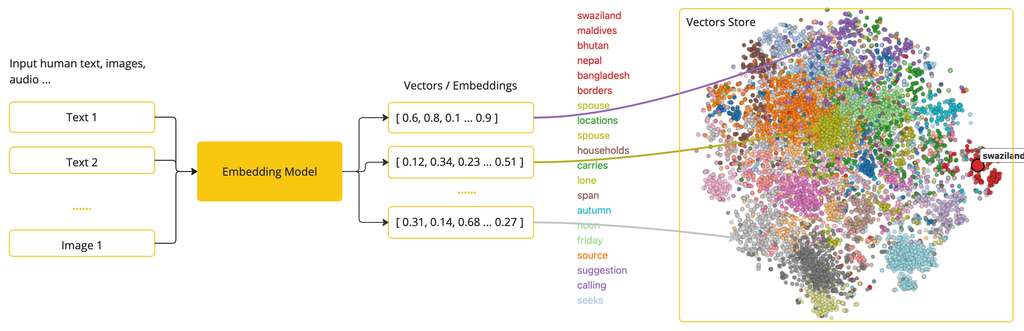 Input human text, images,
audio ...
Text 1
Text 2
......
Image 1
Embedding Model
Vectors / Embeddings
[ 0.6, 0.8, 0.1 ... 0.9 ]
[ 0.12, 0.34, 0.23 ... 0.51 ]
......
[ 0.31, 0.14, 0.68 ... 0.27 ]
swaziland
maldives
bhutan
nepal
bangladesh
borders
spouse
locations
spouse
households
carries
lone
span
autumn
noon
friday
source
suggestion
calling
seeks
Vectors Store
swaziland